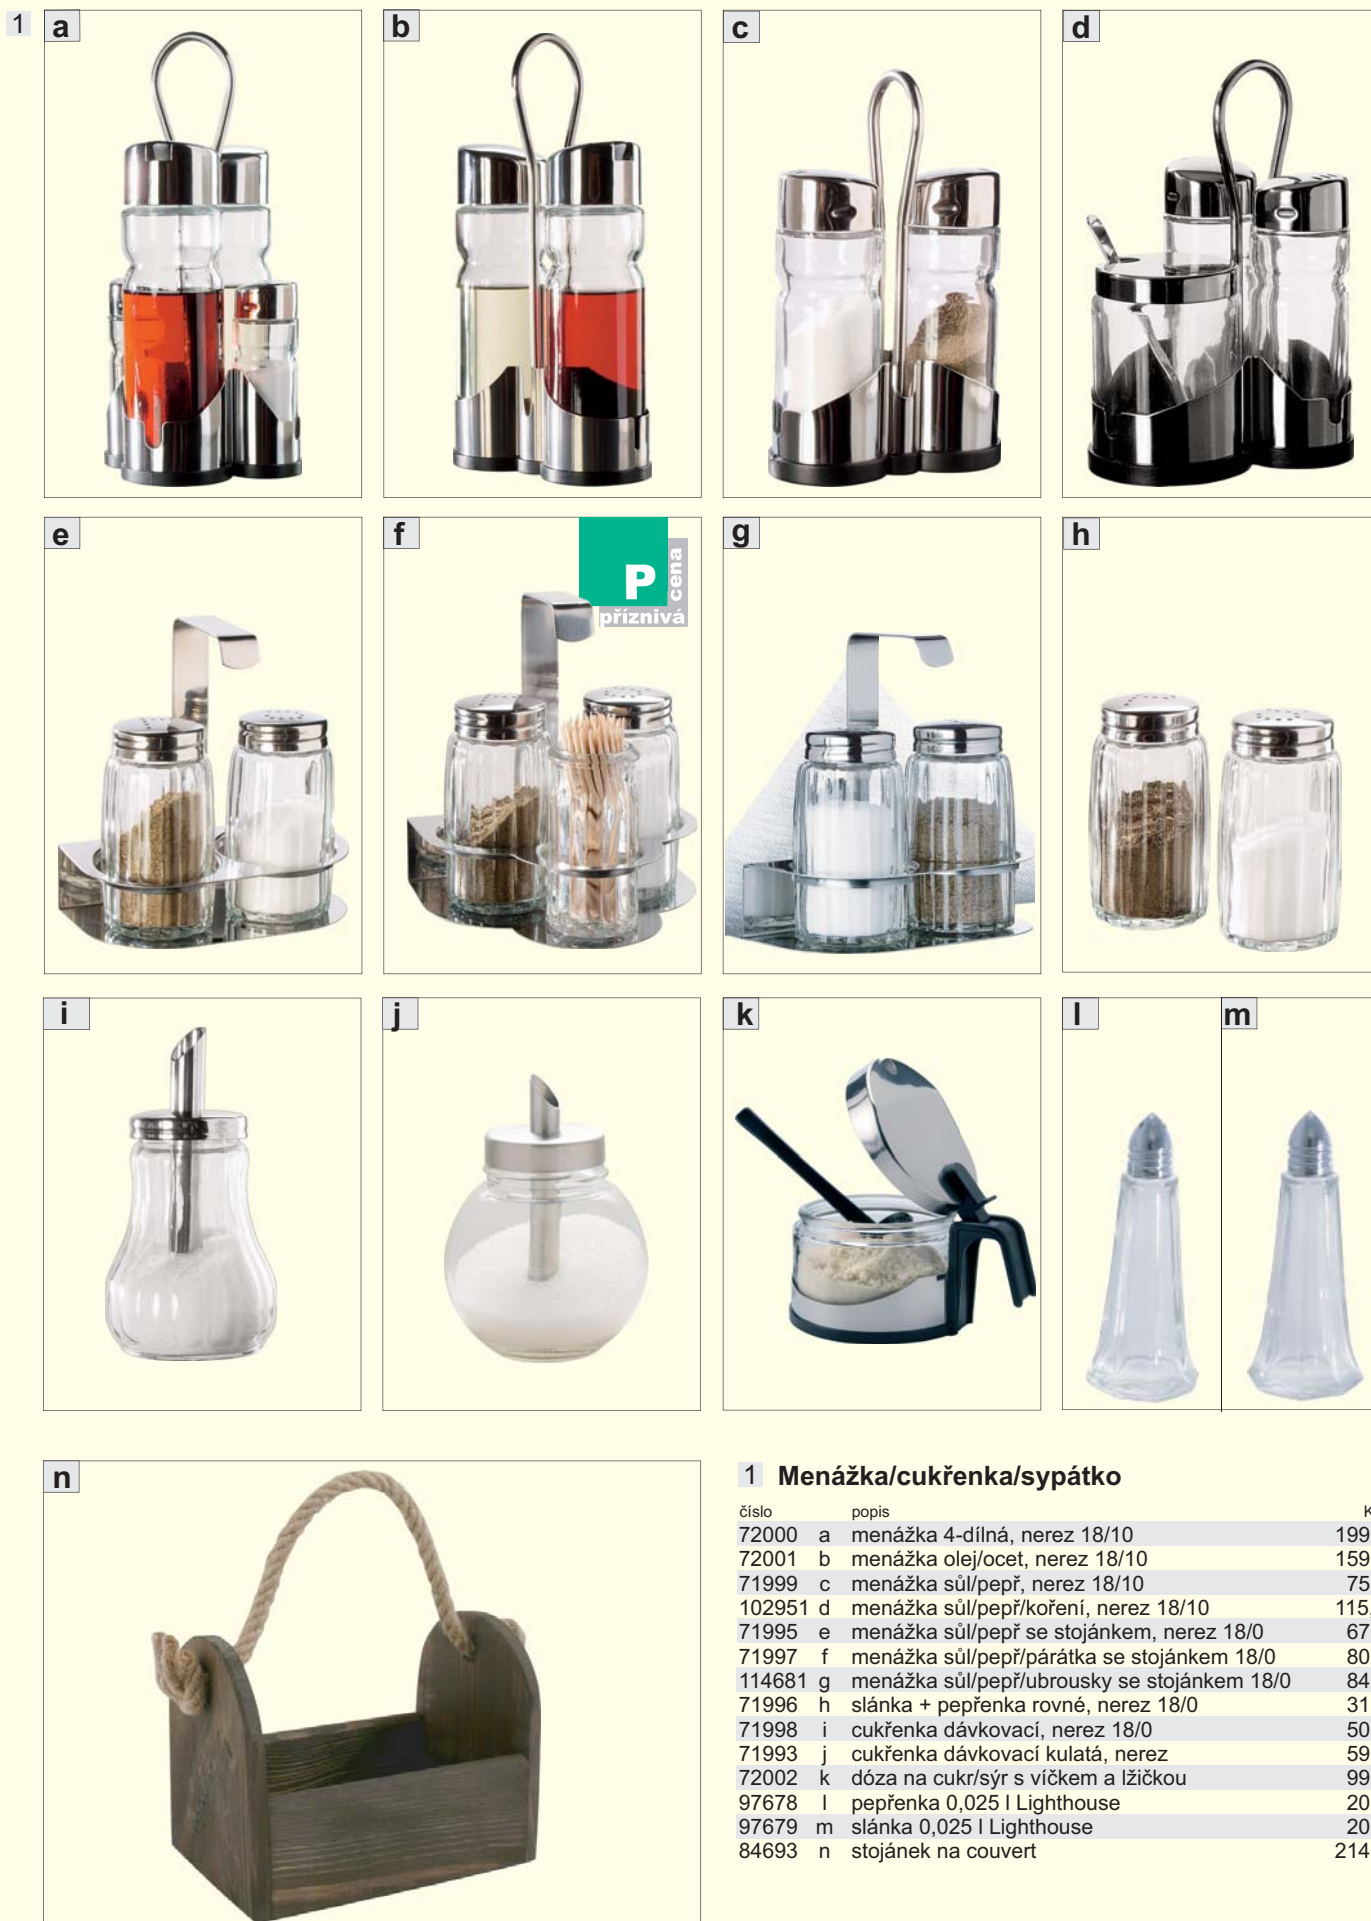 1
a
b
c
d
e
f
P
cena
příznivá
g
h
i
j
k
l
m
n
1 Menážka/cukřenka/sypátko
číslo popis K
72000 a menážka 4-dílná, nerez 18/10 199
72001 b menážka olej/ocet, nerez 18/10 159
71999 c menážka sůl/pepř, nerez 18/10 75
102951 d menážka sůl/pepř/koření, nerez 18/10 115,
71995 e menážka sůl/pepř se stojánkem, nerez 18/0 67
71997 f menážka sůl/pepř/párátka se stojánkem 18/0 80
114681 g menážka sůl/pepř/ubrousky se stojánkem 18/0 84
71996 h slánka + pepřenka rovné, nerez 18/0 31
71998 i cukřenka dávkovací, nerez 18/0 50
71993 j cukřenka dávkovací kulatá, nerez 59
72002 k dóza na cukr/sýr s víčkem a lžičkou 99
97678 l pepřenka 0,025 l Lighthouse 20
97679 m slánka 0,025 l Lighthouse 20
84693 n stojánek na couvert 214